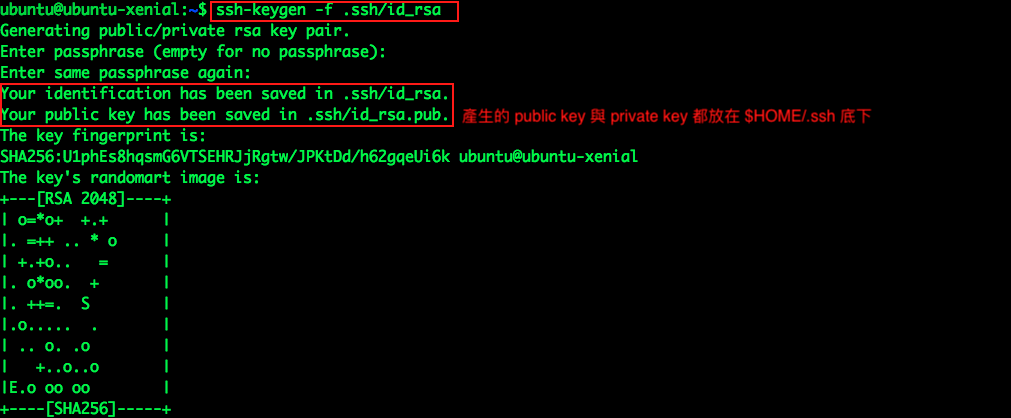 ubuntu@ubuntu-xenial:~$ ssh-keygen -f .ssh/id_rsa
Generating public/private rsa key pair.
Enter passphrase (empty for no passphrase):
Enter same passphrase again:
Your identification has been saved in .ssh/id_rsa.
Your public key has been saved in .ssh/id_rsa.pub. 產生的 public key 與 private key 都放在 $HOME/.ssh 底下
The key fingerprint is:
SHA256:U1phEs8hqsmG6VTSEHRJjRgtw/JPKtDd/h62gqeUi6k ubuntu@ubuntu-xenial
The key's randomart image is:
+---[RSA 2048]----+
| o=*o+  +.+      |
|. =++ .. * o     |
| +.+o..   =      |
|. o*oo.  +       |
|. ++=.  S        |
|.o.....  .       |
| .. o. .o        |
|   +..o..o       |
|E.o oo oo        |
+----[SHA256]-----+